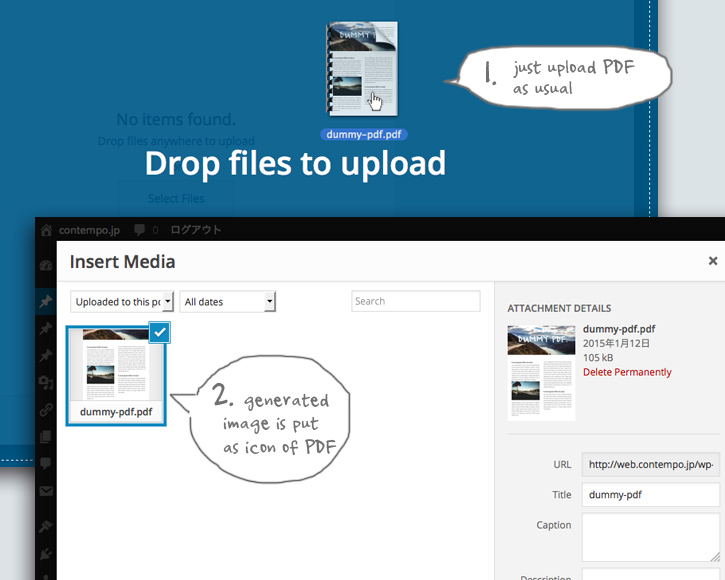 DUMMY PDF
1. just upload PDF
as usual
No items found.
dummy-pdf.pdf
Drop files anywhere to upload
Drop files to upload
Select Files
contempo.jp 0 ログアウト
Insert Media
Uploaded to this po
All dates
Search
ATTACHMENT DETAILS
dummy-pdf.pdf
2015年1月12日
105 kB
Delete Permanently
DUMMY PDF
dummy-pdf.pdf
2. generated
image is put
as icon of PDF
URL http://web.contempo.jp/wp-
Title dummy-pdf
Caption
Description